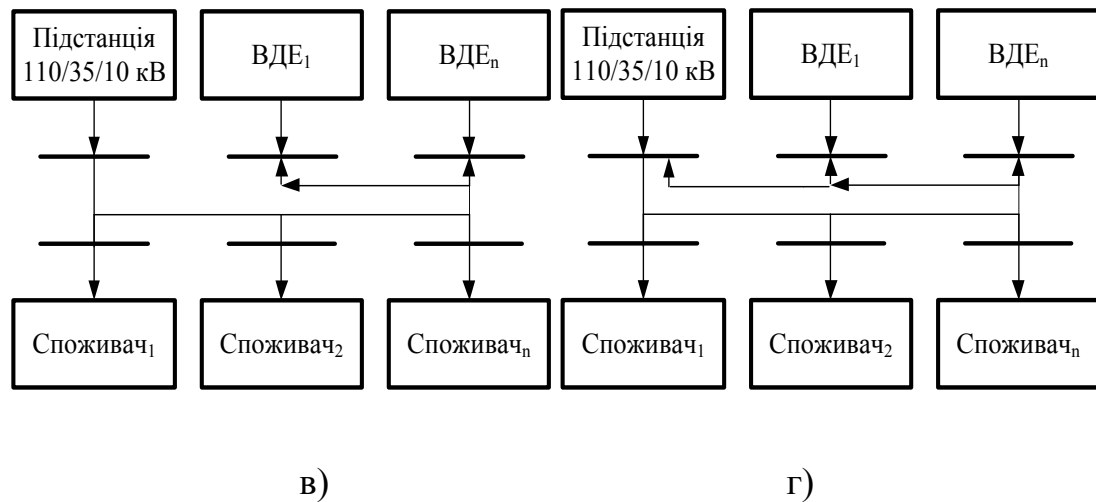 Підстанція
110/35/10 кВ
ВДЕ₁
ВДЕₙ
Підстанція
110/35/10 кВ
ВДЕ₁
ВДЕₙ
Споживач₁
Споживач₂
Споживачₙ
Споживач₁
Споживач₂
Споживачₙ
в)
г)